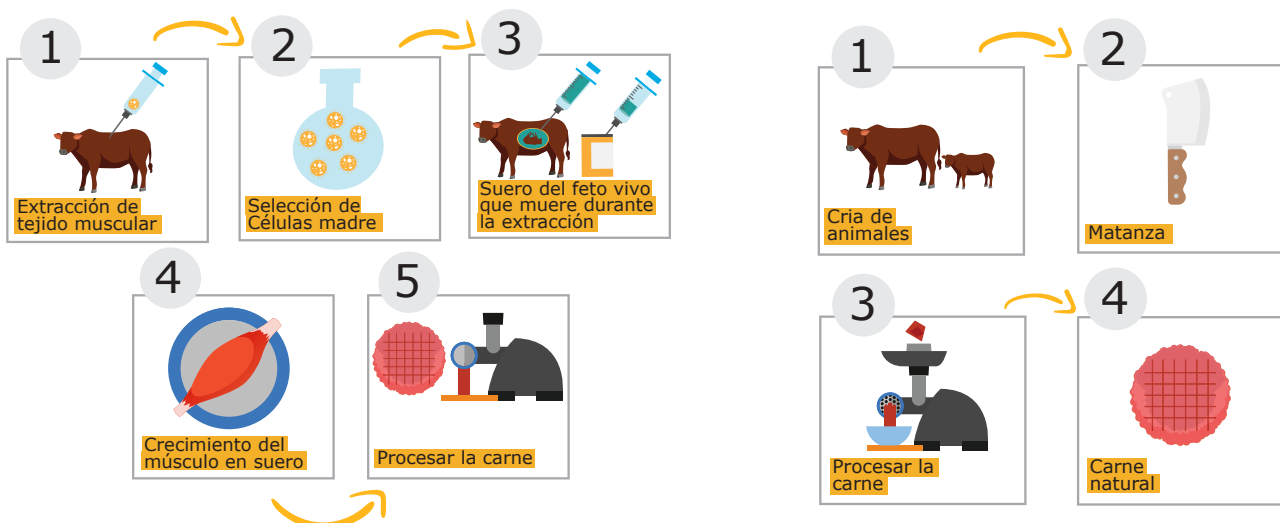 1
Extracción de
tejido muscular
2
Selección de
Células madre
3
Suero del feto vivo
que muere durante
la extracción
4
Crecimiento del
músculo en suero
5
Procesar la carne
1
Cria de
animales
2
Matanza
3
Procesar la
carne
4
Carne
natural